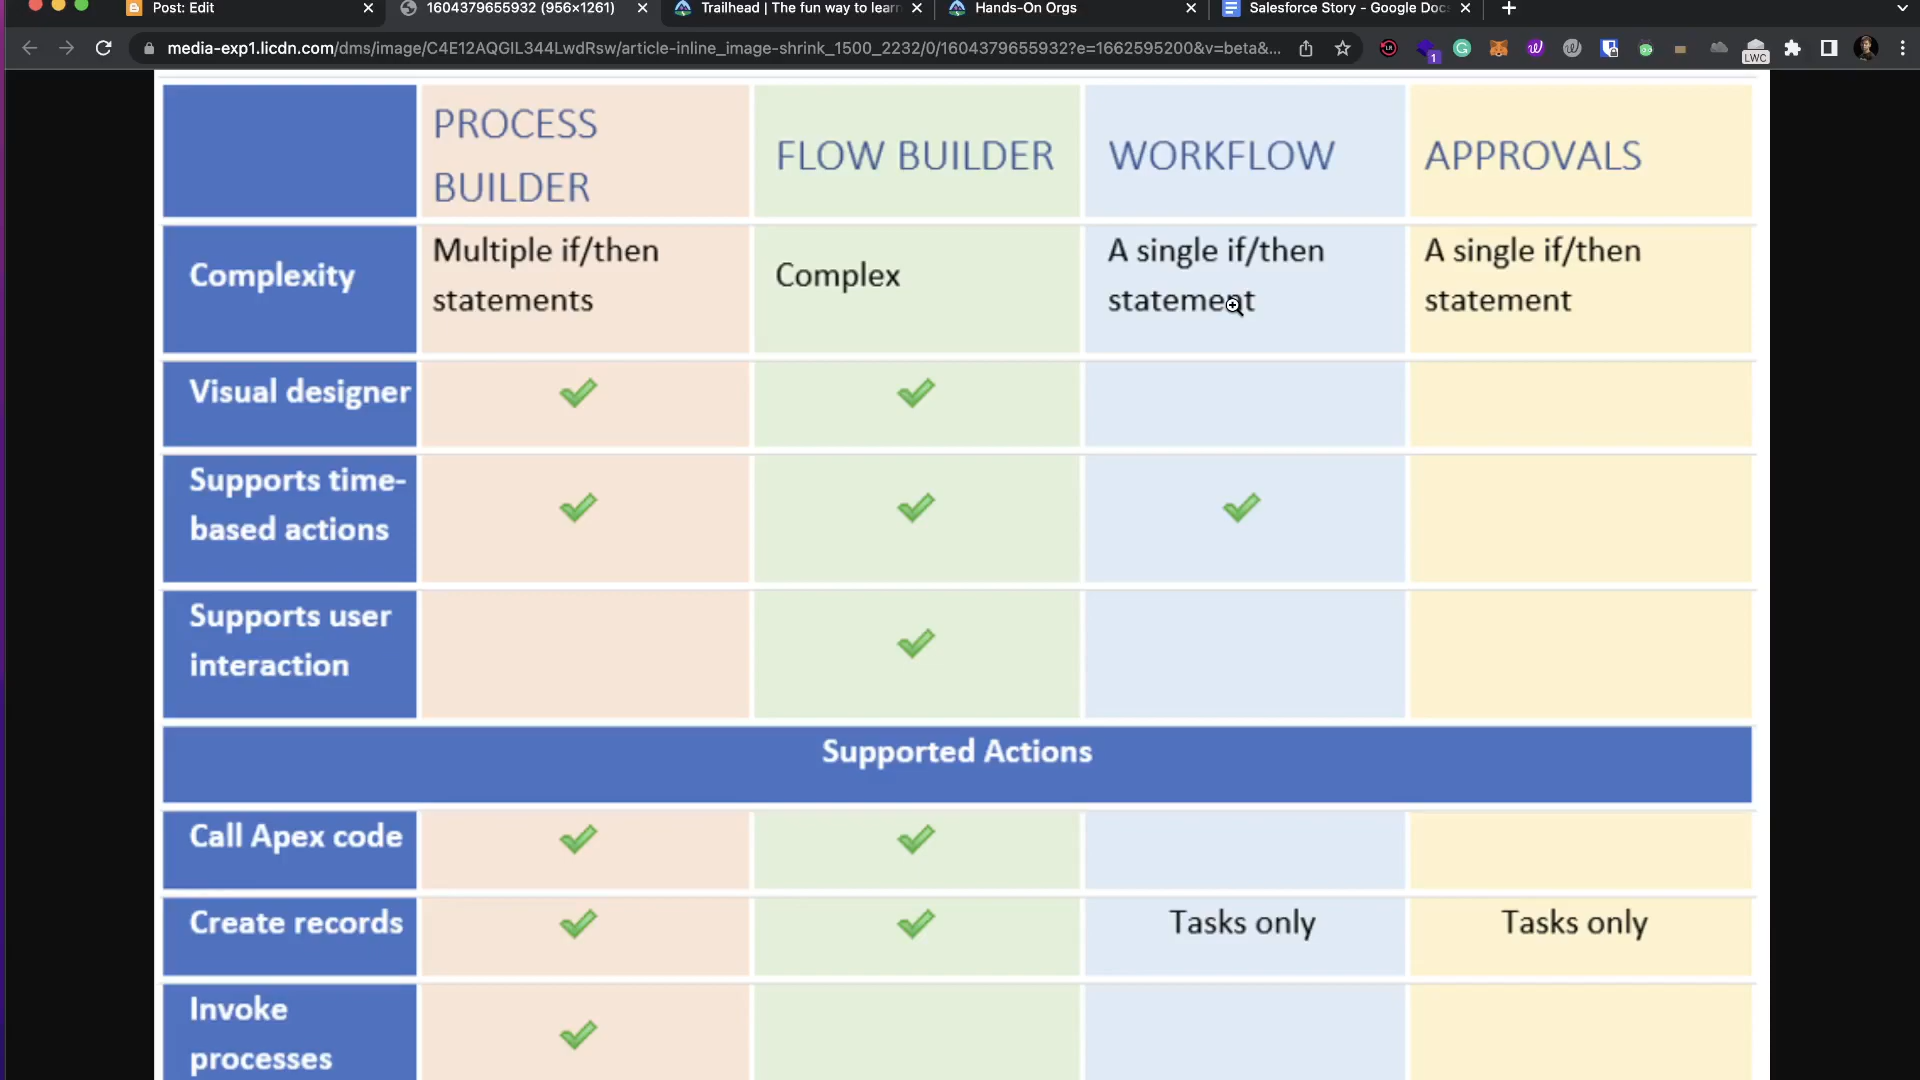 Post: Edit
1604379655932 (956×1261)
Trailhead | The fun way to learn
Hands-On Orgs
Salesforce Story - Google Docs
media-exp1.licdn.com/dms/image/C4E12AQGIL344LwdRsw/article-inline_image-shrink_1500_2232/0/1604379655932?e=1662595200&v=beta&...
1
LWC
PROCESS
BUILDER
FLOW BUILDER
WORKFLOW
APPROVALS
Complexity
Multiple if/then
statements
Complex
A single if/then
statement
A single if/then
statement
Visual designer
Supports time-
based actions
Supports user
interaction
Supported Actions
Call Apex code
Create records
Tasks only
Tasks only
Invoke
processes